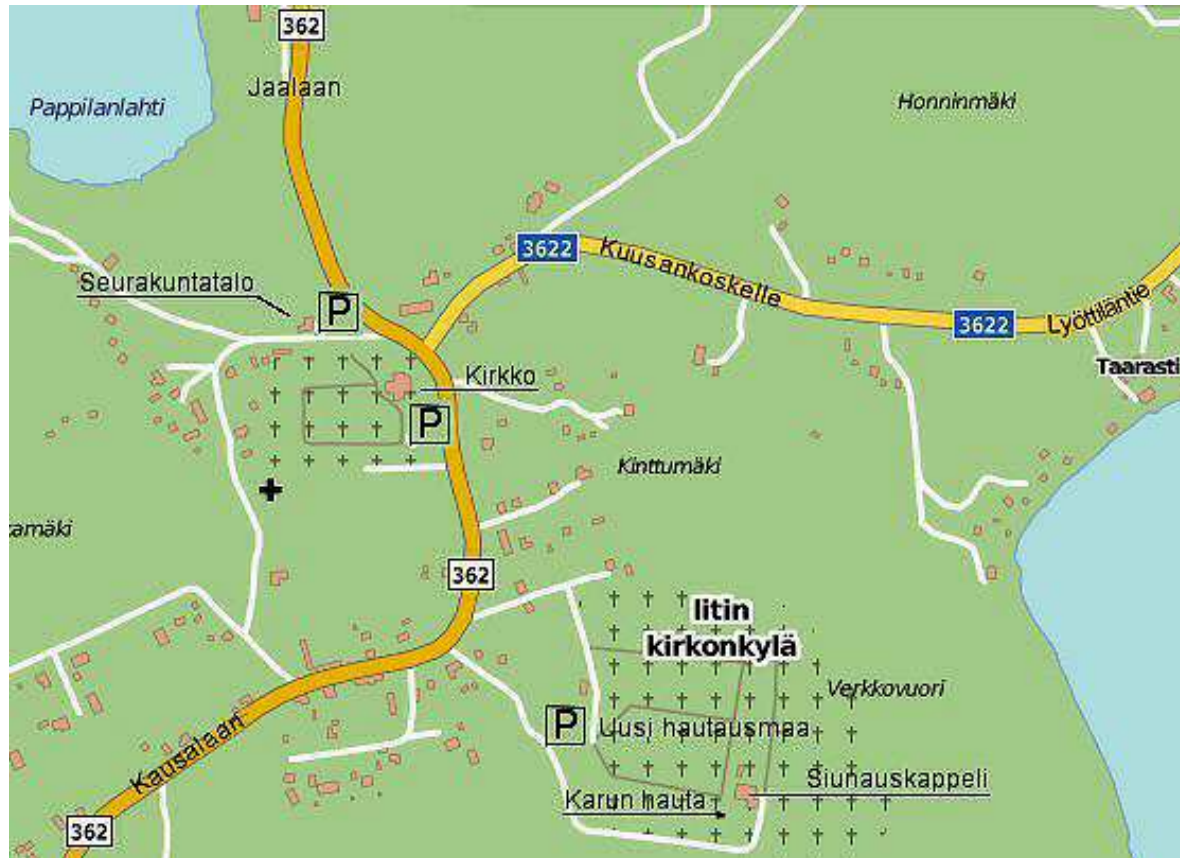 362
Jaalaan
Pappilanlahti
Honninmäki
3622
Kuusankoskelle
Seurakuntatalo
P
3622
Lyöttiläntie
Taarasti
Kirkko
P
Kinttumäki
362
Iitin
kirkonkylä
Verkkovuori
P
Uusi hautausmaa
Kausalaan
Siunauskappeli
Karun hauta
362